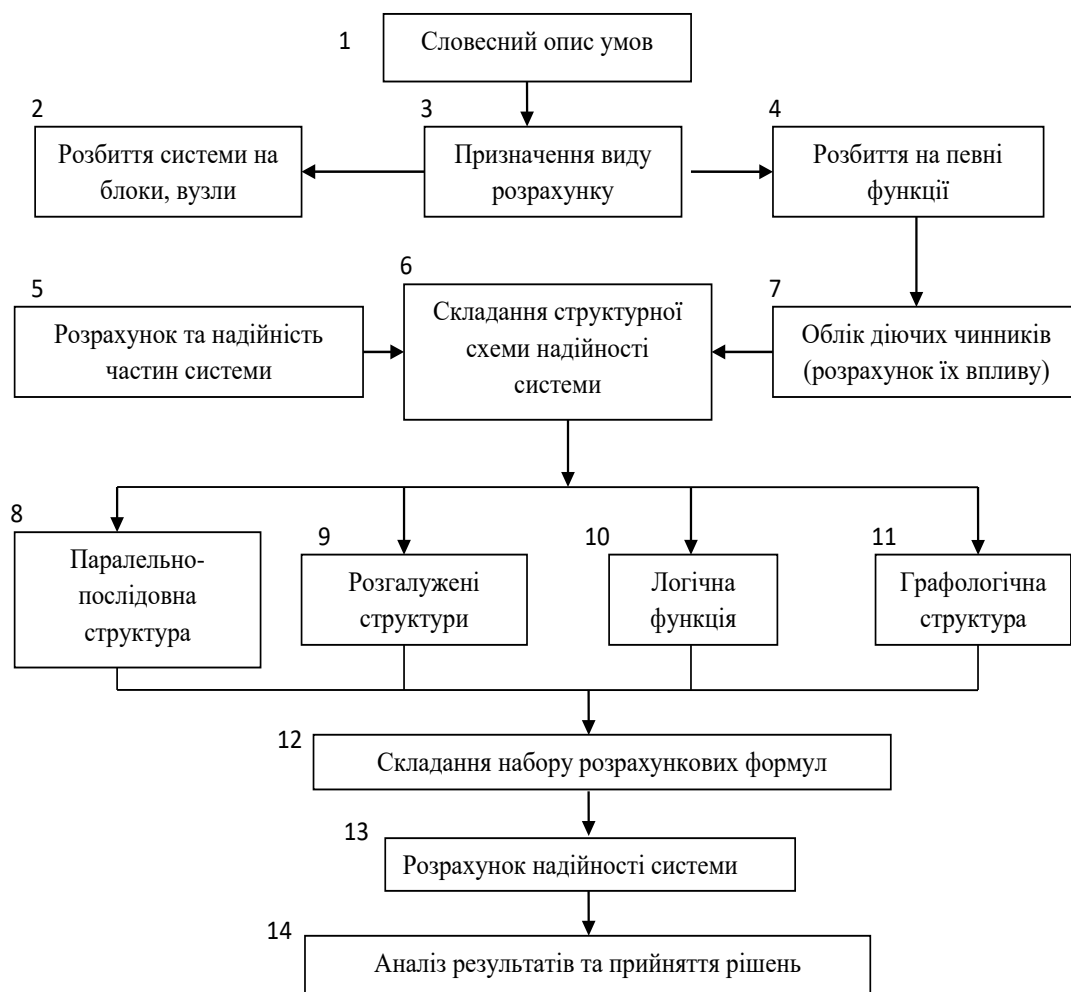 1
Словесний опис умов
2
Розбиття системи на
блоки, вузли
3
Призначення виду
розрахунку
4
Розбиття на певні
функції
5
Розрахунок та надійність
частин системи
6
Складання структурної
схеми надійності
системи
7
Облік діючих чинників
(розрахунок їх впливу)
8
Паралельно-
послідовна
структура
9
Розгалужені
структури
10
Логічна
функція
11
Графологічна
структура
12
Складання набору розрахункових формул
13
Розрахунок надійності системи
14
Аналіз результатів та прийняття рішень